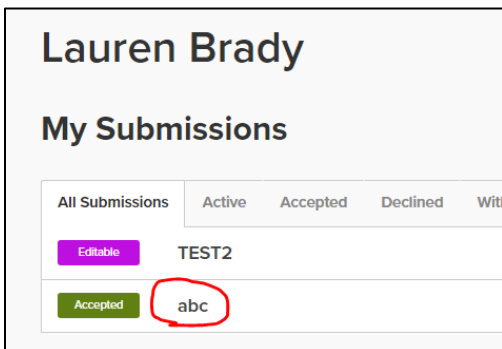 Lauren Brady
My Submissions
All Submissions Active Accepted Declined
Editable TEST2
Accepted abc